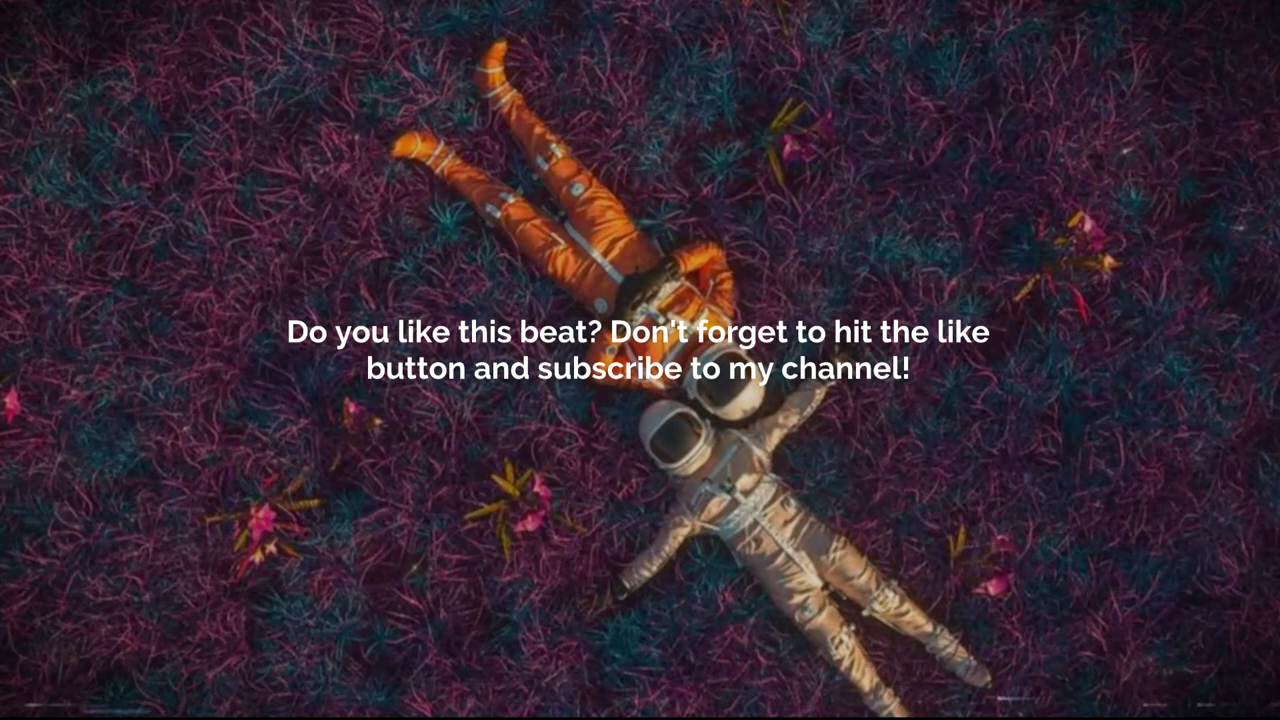 Do you like this beat? Don't forget to hit the like
button and subscribe to my channel!